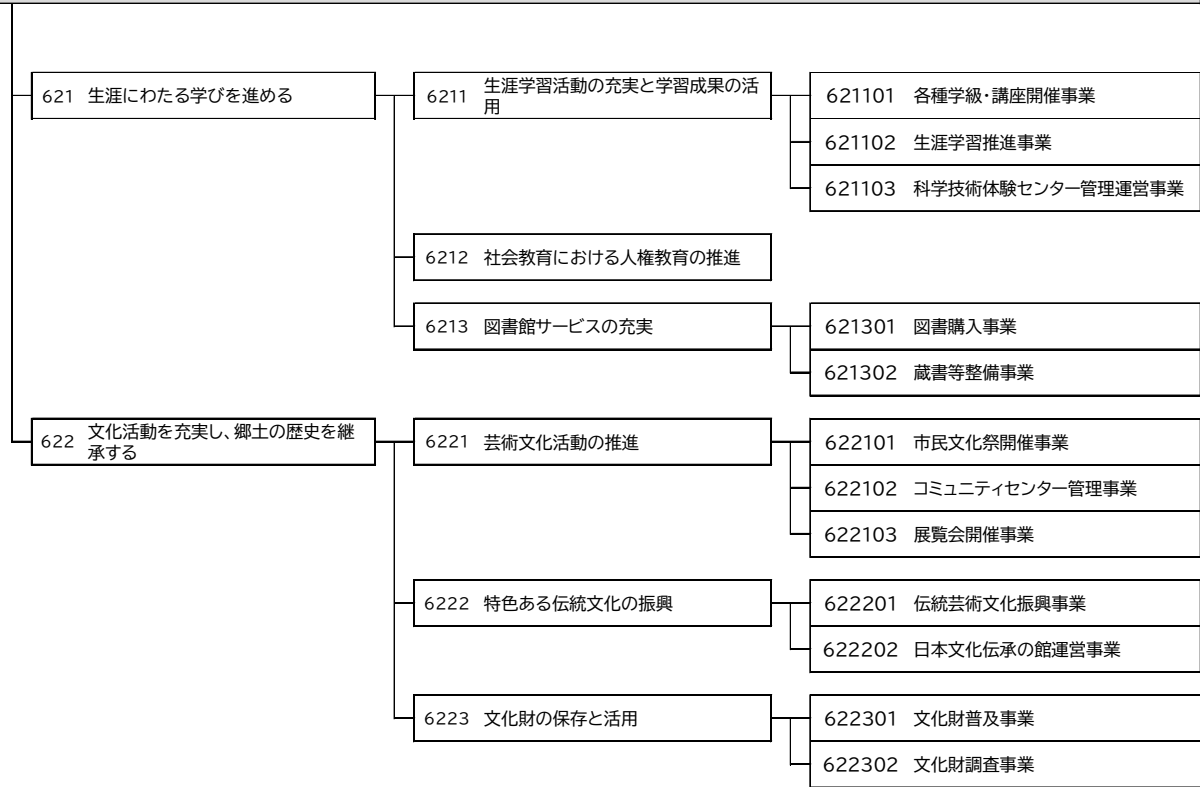 621 生涯にわたる学びを進める
6211 生涯学習活動の充実と学習成果の活
用
621101 各種学級・講座開催事業
621102 生涯学習推進事業
621103 科学技術体験センター管理運営事業
6212 社会教育における人権教育の推進
6213 図書館サービスの充実
621301 図書購入事業
621302 蔵書等整備事業
622 文化活動を充実し、郷土の歴史を継
承する
6221 芸術文化活動の推進
622101 市民文化祭開催事業
622102 コミュニティセンター管理事業
622103 展覧会開催事業
6222 特色ある伝統文化の振興
622201 伝統芸術文化振興事業
622202 日本文化伝承の館運営事業
6223 文化財の保存と活用
622301 文化財普及事業
622302 文化財調査事業